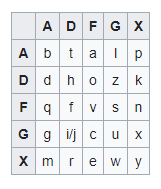 A D F G X
A b t a l p
D d h o z k
F q f v s n
G g i/j c u x
X m r e w y